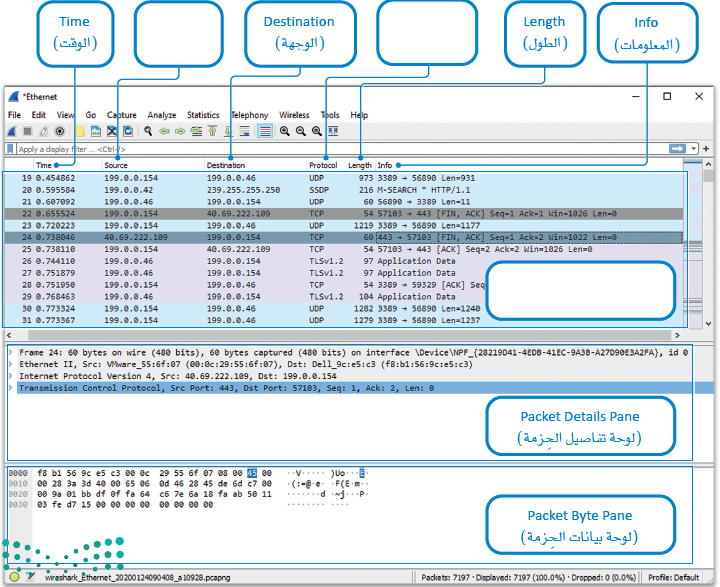 Time
(الوقت)
Destination
(الوجهة)
Length
(الطول)
Info
(المعلومات)
*Ethernet
File Edit View Go Capture Analyze Statistics Telephony Wireless Tools Help
Apply a display filter ... <Ctrl-/>
Time Source Destination Protocol Length Info
19 0.454862 199.0.0.154 199.0.0.46 UDP 973 3389 → 56890 Len=931
20 0.595584 199.0.0.42 239.255.255.250 SSDP 216 M-SEARCH * HTTP/1.1
21 0.607092 199.0.0.46 199.0.0.154 UDP 60 56890 → 3389 Len=11
22 0.655524 199.0.0.154 40.69.222.109 TCP 54 57103 → 443 [FIN, ACK] Seq=1 Ack=1 Win=1026 Len=0
23 0.720223 199.0.0.154 199.0.0.46 UDP 1219 3389 → 56890 Len=1177
24 0.738046 40.69.222.109 199.0.0.154 TCP 60 443 → 57103 [FIN, ACK] Seq=1 Ack=2 Win=1022 Len=0
25 0.738110 199.0.0.154 40.69.222.109 TCP 54 57103 → 443 [ACK] Seq=2 Ack=2 Win=1026 Len=0
26 0.744110 199.0.0.46 199.0.0.154 TLSv1.2 97 Application Data
27 0.751879 199.0.0.46 199.0.0.154 TLSv1.2 97 Application Data
28 0.751950 199.0.0.154 199.0.0.46 TCP 54 3389 → 59329 [ACK] Seq
29 0.768463 199.0.0.46 199.0.0.154 TLSv1.2 104 Application Data
30 0.773324 199.0.0.154 199.0.0.46 UDP 1282 3389 → 56890 Len=1240
31 0.773367 199.0.0.154 199.0.0.46 UDP 1279 3389 → 56890 Len=1237
Frame 24: 60 bytes on wire (480 bits), 60 bytes captured (480 bits) on interface \Device\NPF_{28219D41-4EDB-41EC-9A38-A27D90E3A2FA}, id 0
Ethernet II, Src: VMware_55:6f:07 (00:0c:29:55:6f:07), Dst: Dell_9c:e5:c3 (f8:b1:56:9c:e5:c3)
Internet Protocol Version 4, Src: 40.69.222.109, Dst: 199.0.0.154
Transmission Control Protocol, Src Port: 443, Dst Port: 57103, Seq: 1, Ack: 2, Len: 0
Packet Details Pane
(لوحة تفاصيل الحِزمة)
0000 f8 b1 56 9c e5 c3 00 0c 29 55 6f 07 08 00 45 00 ··V····· )Uo···E·
0010 00 28 3a 3d 40 00 65 06 0d 46 28 45 de 6d c7 00 ·(:=@·e· ·F(E·m··
0020 00 9a 01 bb df 0f fa 64 c6 7e 6a 18 fa ab 50 11 ·······d ·~j···P·
0030 03 fe d7 15 00 00 00 00 00 00 00 00 ········ ····
Packet Byte Pane
(لوحة بيانات الحِزمة)
wireshark_Ethernet_20200124090408_a10928.pcapng Packets: 7197 · Displayed: 7197 (100.0%) · Dropped: 0 (0.0%) Profile: Default